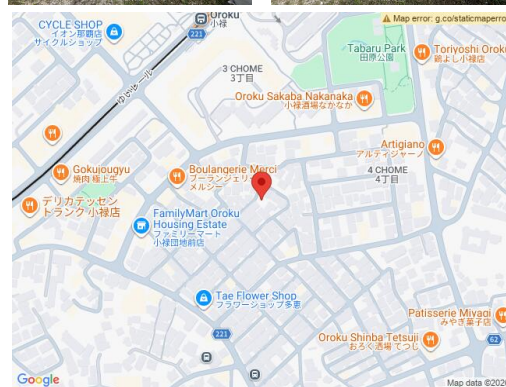 CYCLE SHOP
イオン那覇店
サイクルショップ
Oroku
小禄
221
Map error: g.co/staticmaperro
Tabaru Park
田原公園
Toriyoshi Oroku
鶏よし小禄店
3 CHOME
3丁目
ゆいレール
Oroku Sakaba Nakanaka
小禄酒場なかなか
Artigiano
アルティジャーノ
Gokujougyu
焼肉 極上牛
Boulangerie Merci
ブーランジェリー
メルシー
4 CHOME
4丁目
デリカテッセン
トランク 小禄店
FamilyMart Oroku
Housing Estate
ファミリーマート
小禄団地前店
Tae Flower Shop
フラワーショップ多恵
Patisserie Miyagi
みやぎ菓子店
221
Oroku Shinba Tetsuji
おろく酒場 てつじ
62
Google
Map data ©2026